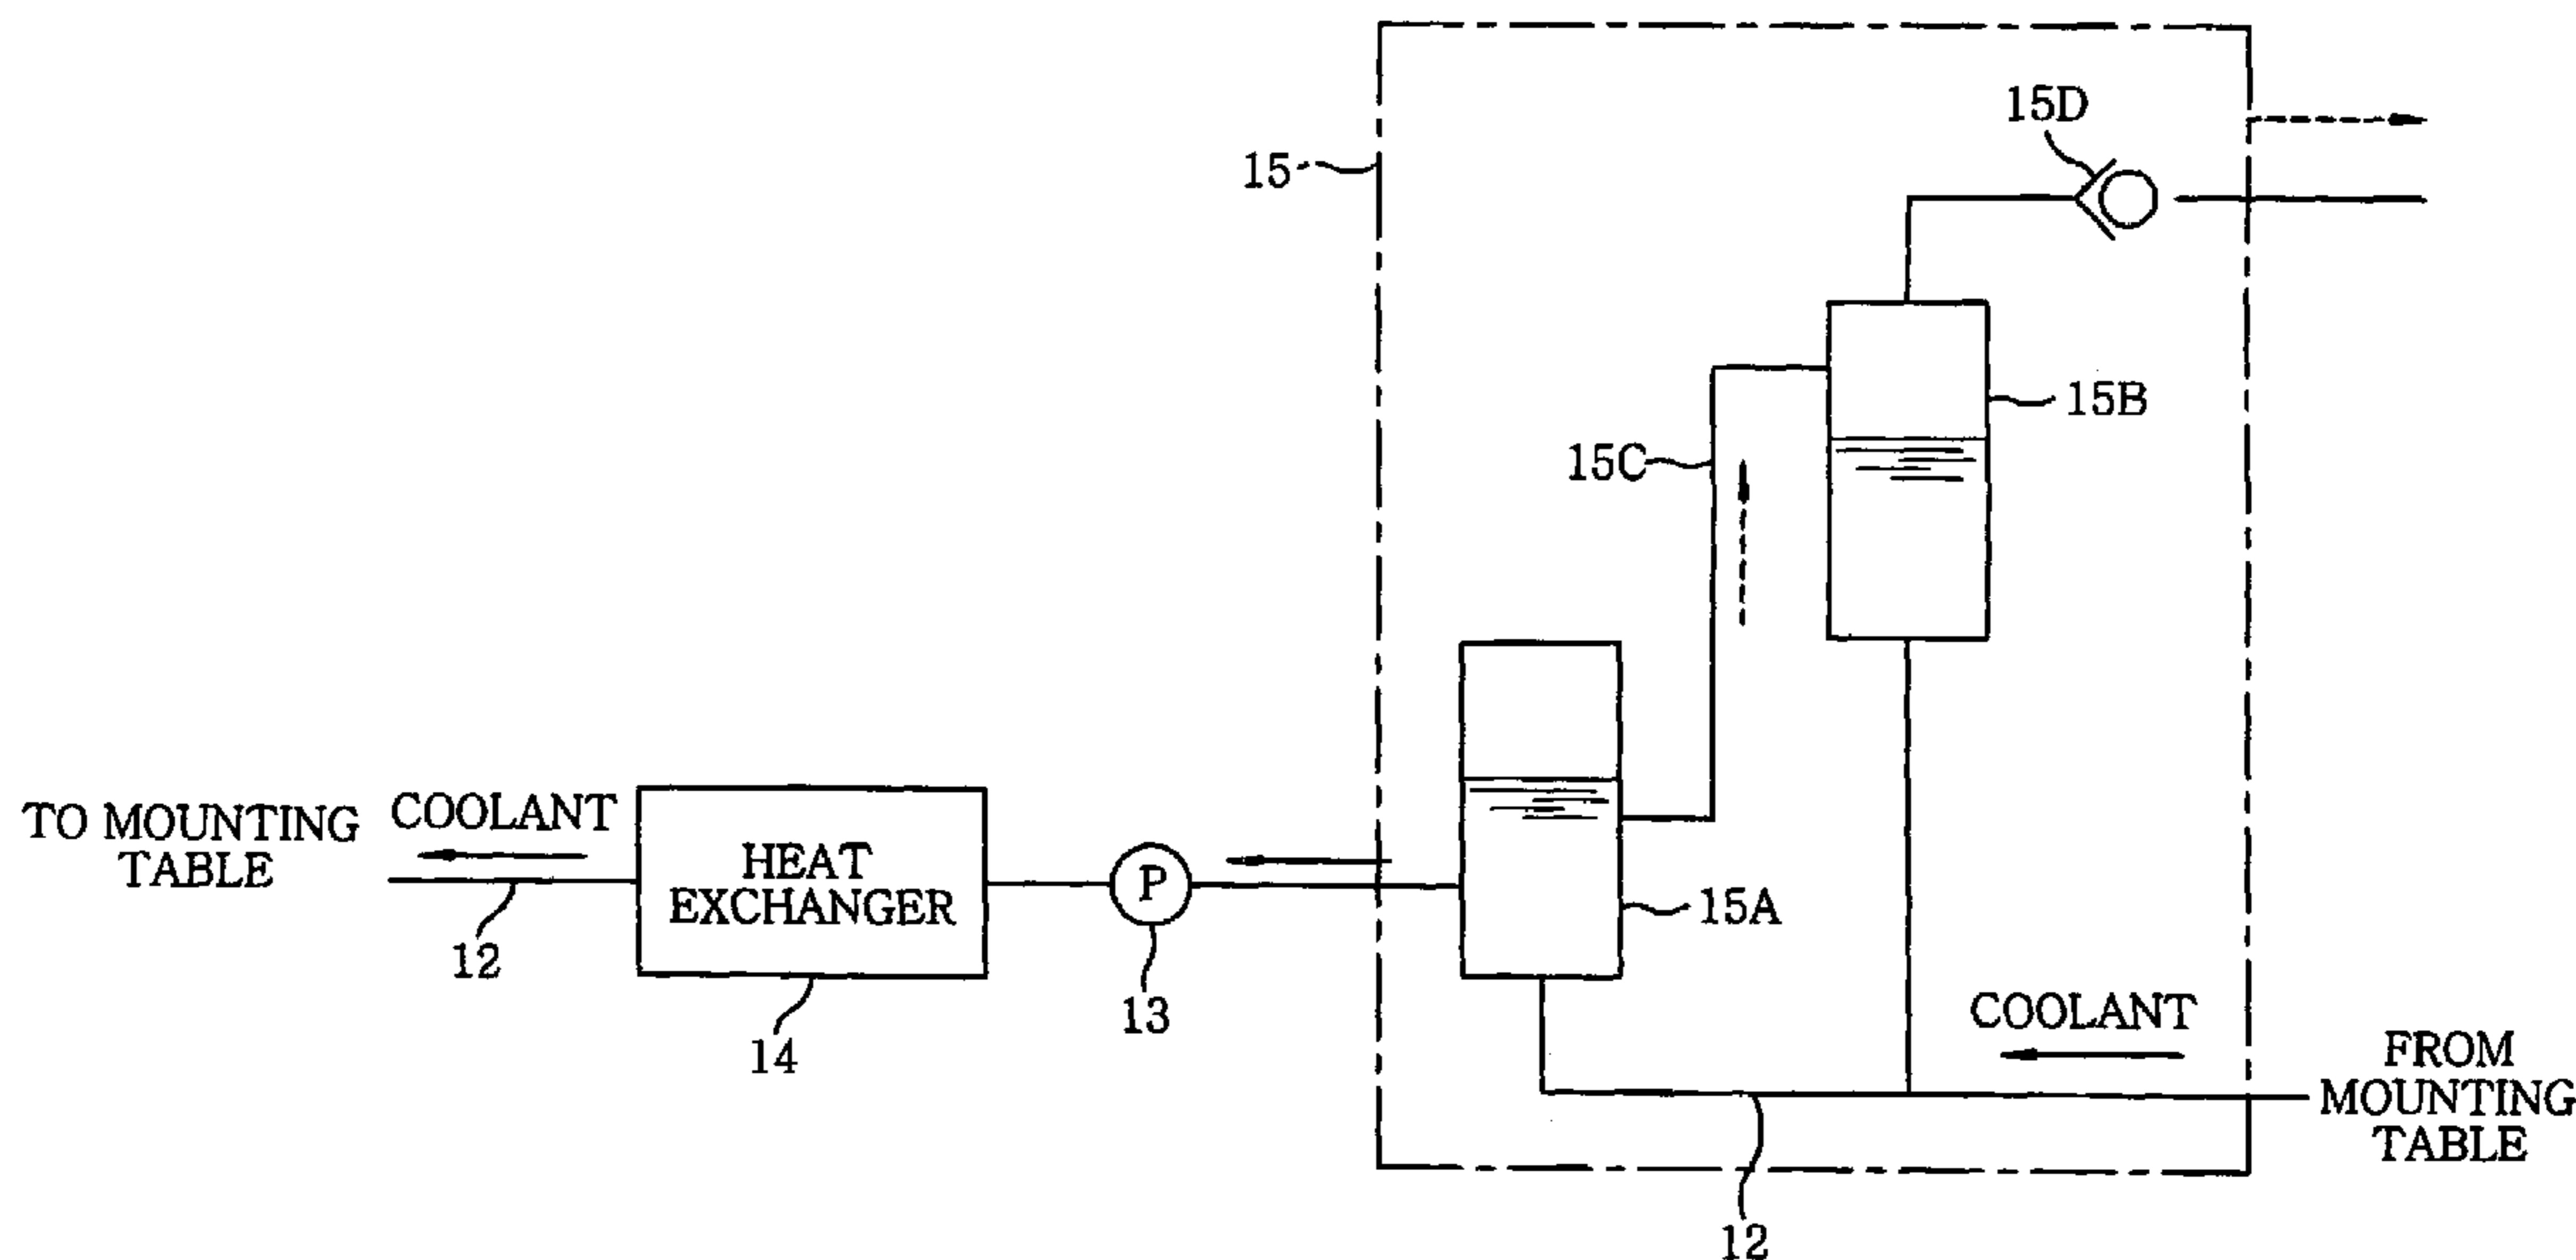 15D
15
15B
15C
TO MOUNTING
TABLE
COOLANT
HEAT
EXCHANGER
P
15A
12
13
14
COOLANT
FROM
MOUNTING
TABLE
12